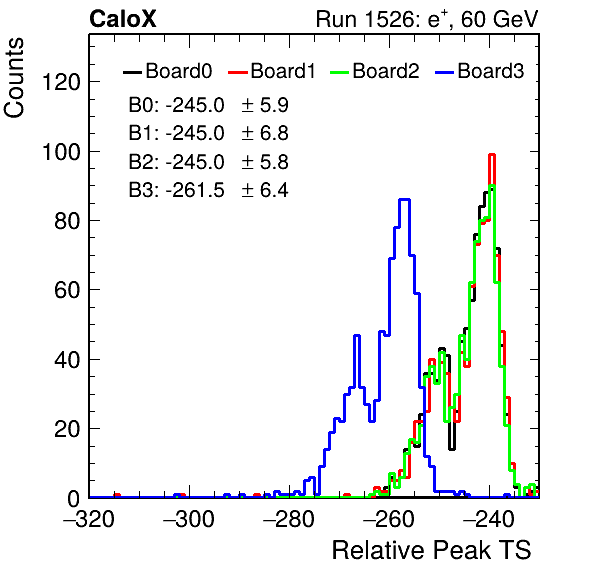 CaloX Run 1526: e⁺, 60 GeV
Counts
Board0 Board1 Board2 Board3
B0: -245.0 ± 5.9
B1: -245.0 ± 6.8
B2: -245.0 ± 5.8
B3: -261.5 ± 6.4
120
100
80
60
40
20
0
−320 −300 −280 −260 −240
Relative Peak TS